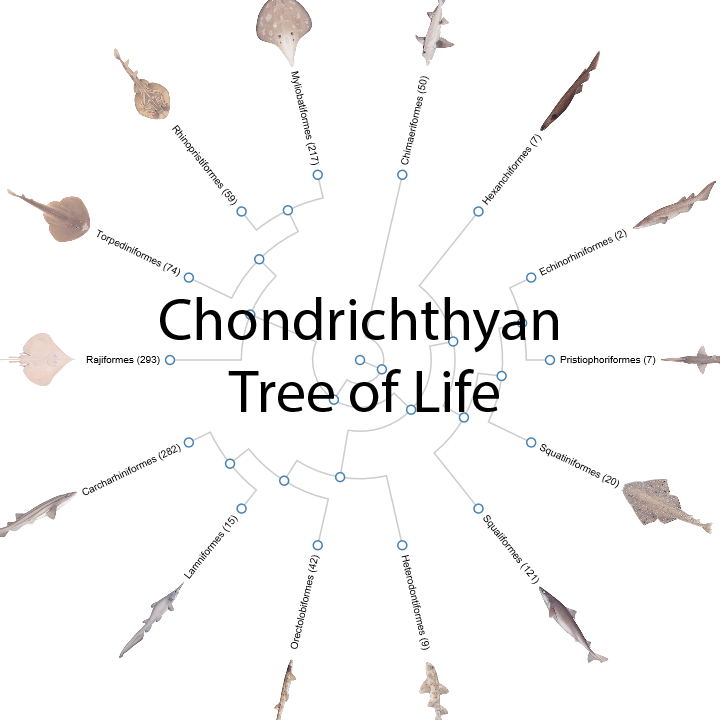 Chondrichthyan
Tree of Life
Myliobatiformes (217)
Chimaeriformes (50)
Hexanchiformes (7)
Echinorhiniformes (2)
Pristiophoriformes (7)
Squatiniformes (20)
Squaliformes (121)
Heterodontiformes (9)
Orectolobiformes (42)
Lamniformes (15)
Carcharhiniformes (282)
Rajiformes (293)
Torpediniformes (74)
Rhinopristiformes (59)